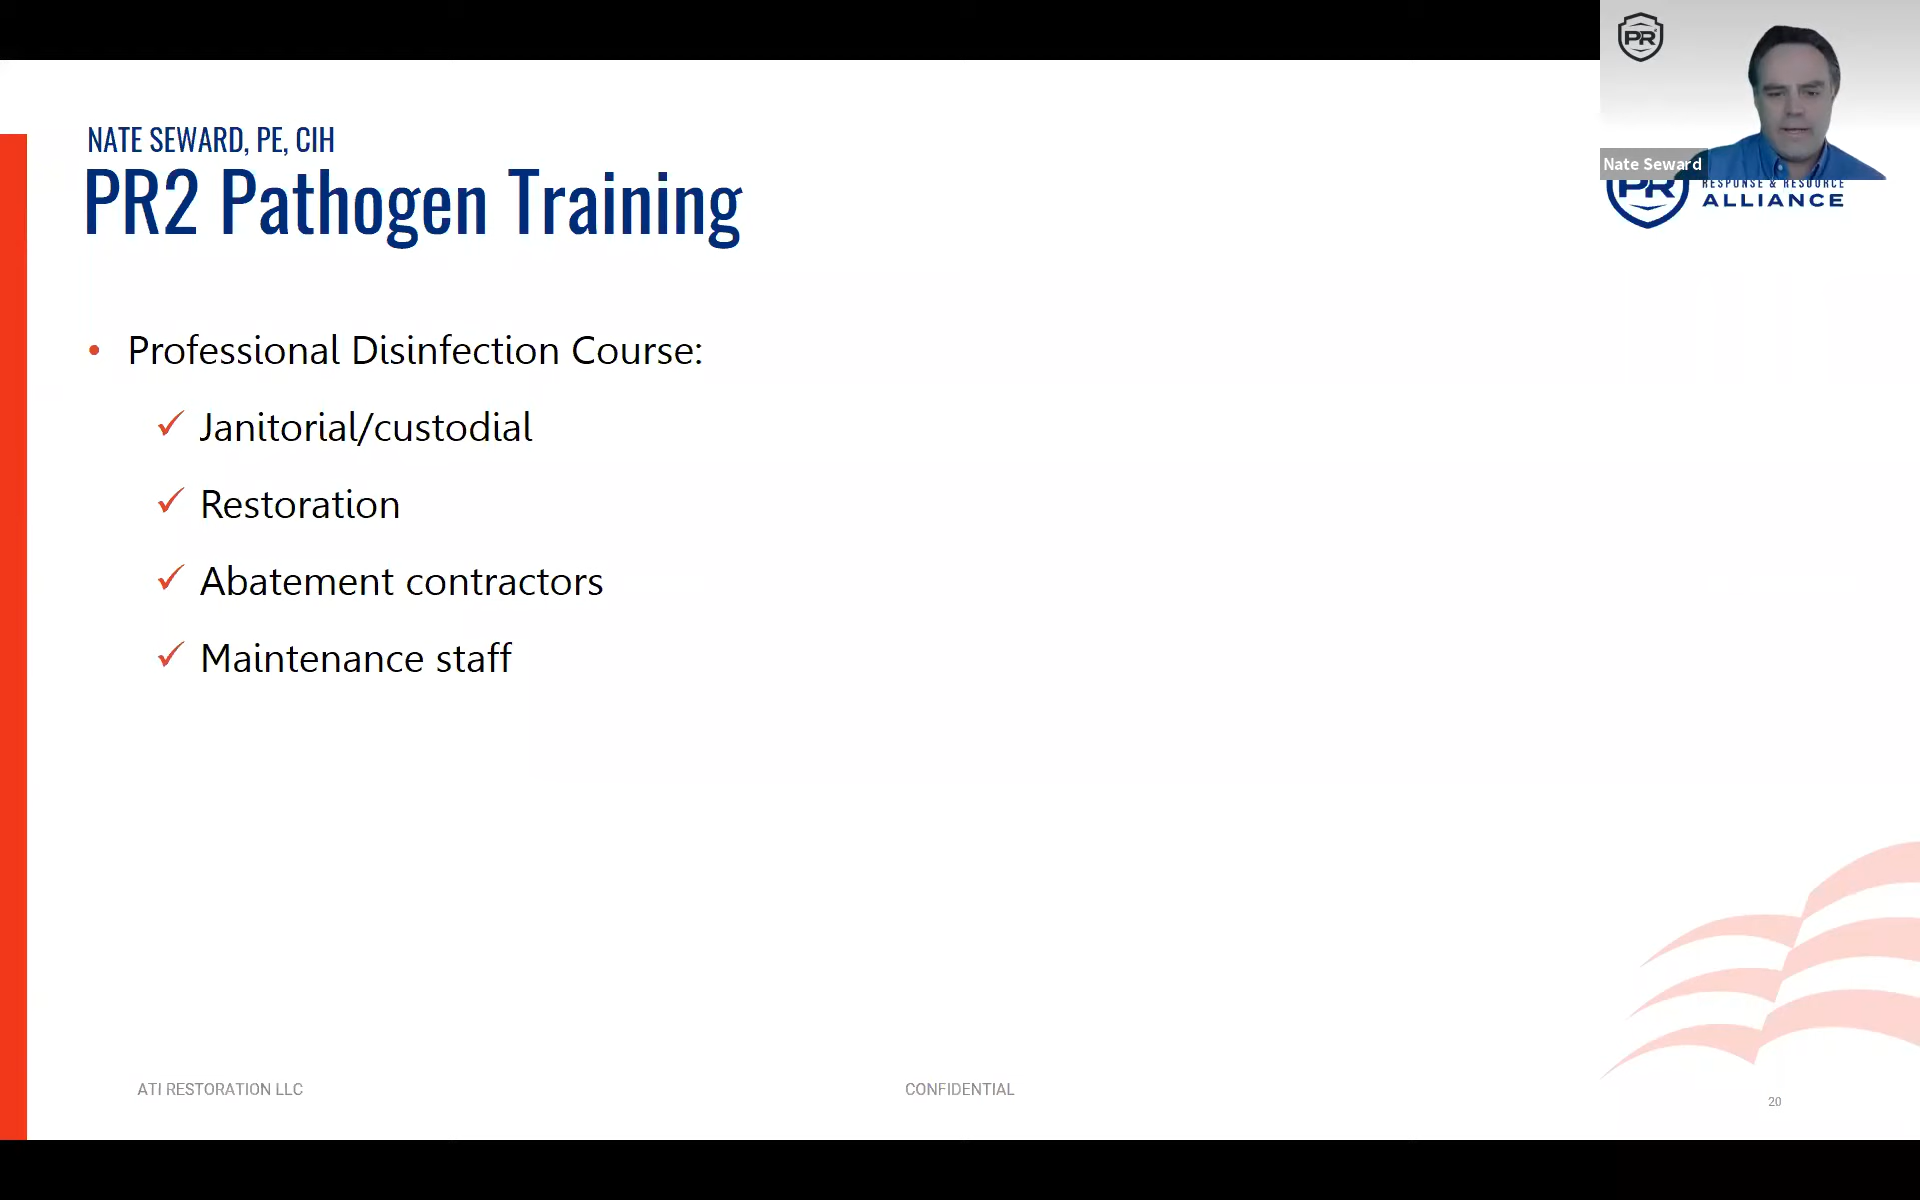 NATE SEWARD, PE, CIH
PR2 Pathogen Training
PR
Nate Seward
PR
RESPONSE & RESOURCE
ALLIANCE
• Professional Disinfection Course:
✓ Janitorial/custodial
✓ Restoration
✓ Abatement contractors
✓ Maintenance staff
ATI RESTORATION LLC
CONFIDENTIAL
20